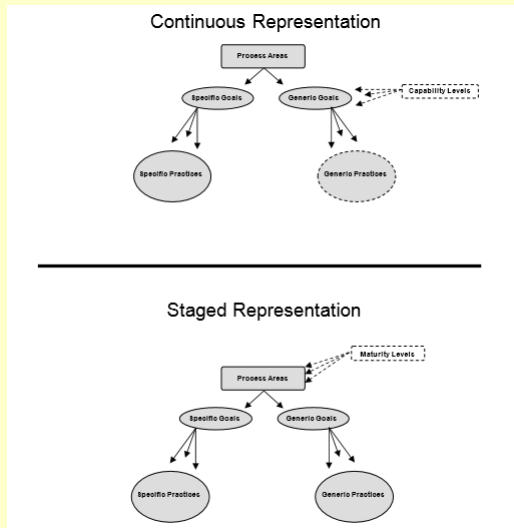 Continuous Representation
Process Areas
Specific Goals
Generic Goals
Capability Levels
Specific Practices
Generic Practices
Staged Representation
Maturity Levels
Process Areas
Specific Goals
Generic Goals
Specific Practices
Generic Practices